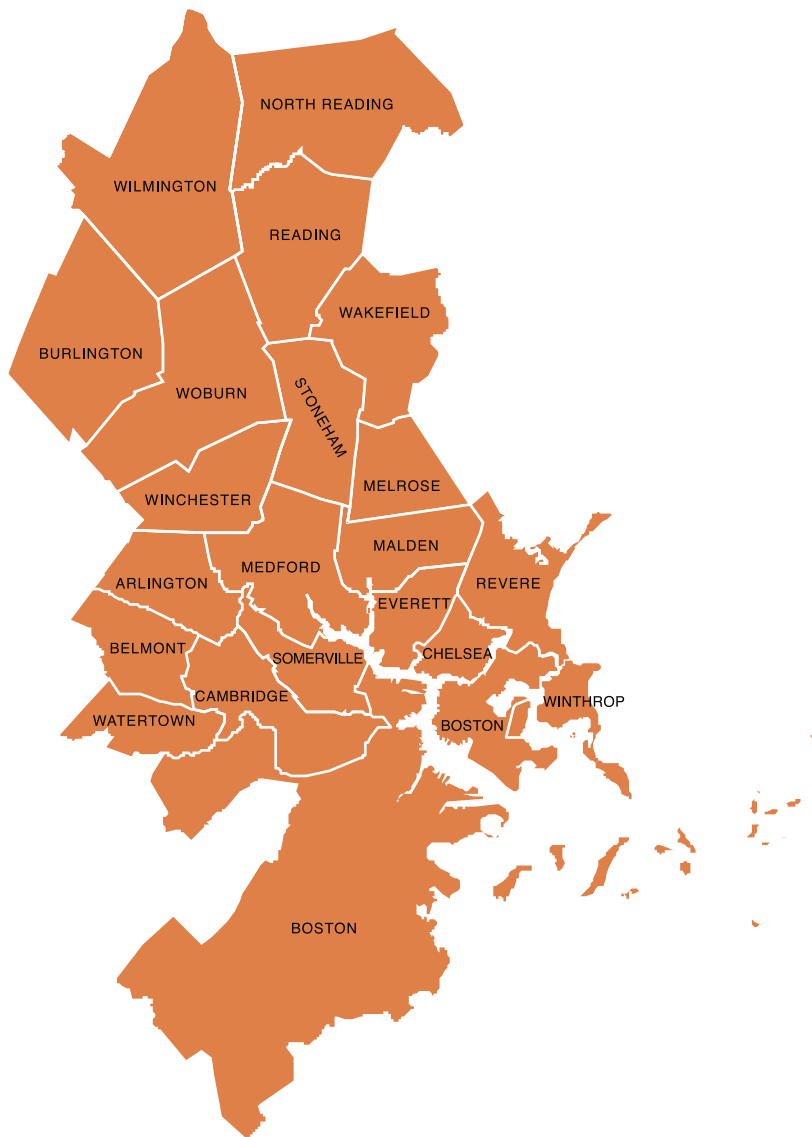 NORTH READING
WILMINGTON
READING
WAKEFIELD
BURLINGTON
WOBURN
STONEHAM
MELROSE
WINCHESTER
MALDEN
MEDFORD
ARLINGTON
REVERE
EVERETT
BELMONT
CHELSEA
SOMERVILLE
CAMBRIDGE
WINTHROP
WATERTOWN
BOSTON
BOSTON